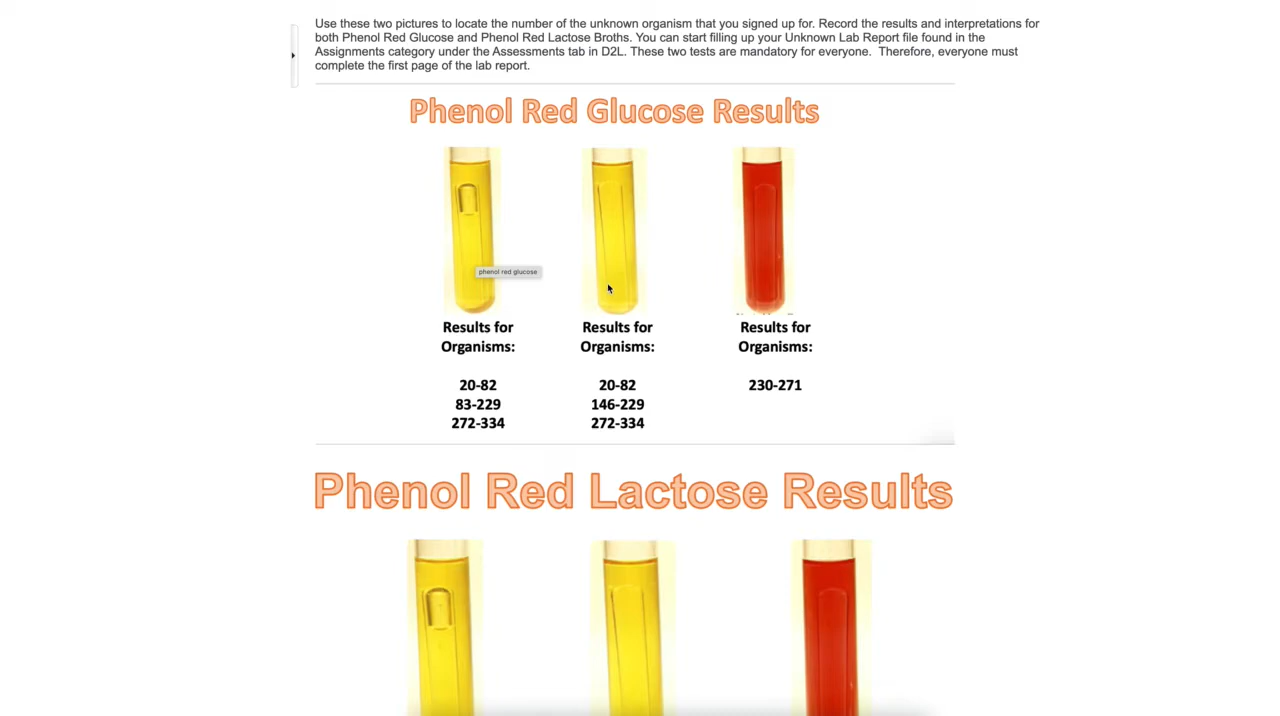 Use these two pictures to locate the number of the unknown organism that you signed up for. Record the results and interpretations for
both Phenol Red Glucose and Phenol Red Lactose Broths. You can start filling up your Unknown Lab Report file found in the
Assignments category under the Assessments tab in D2L. These two tests are mandatory for everyone.  Therefore, everyone must
complete the first page of the lab report.
Phenol Red Glucose Results
phenol red glucose
Results for
Organisms:
20-82
83-229
272-334
Results for
Organisms:
20-82
146-229
272-334
Results for
Organisms:
230-271
Phenol Red Lactose Results